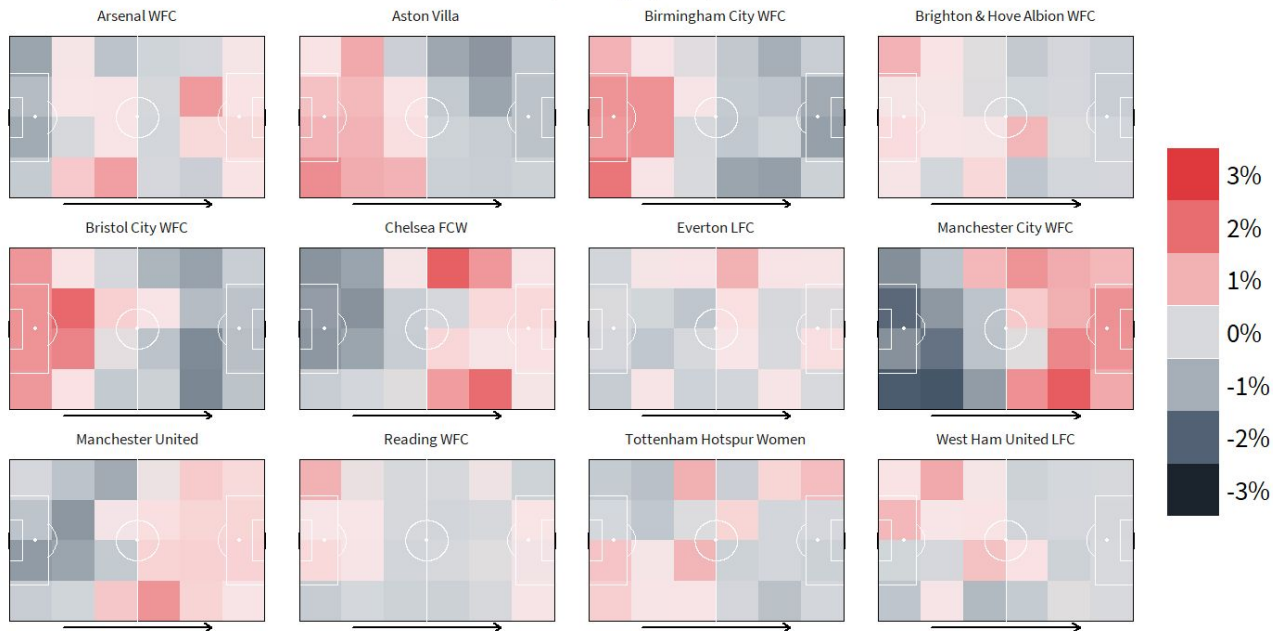 Arsenal WFC
Aston Villa
Birmingham City WFC
Brighton & Hove Albion WFC
Bristol City WFC
Chelsea FCW
Everton LFC
Manchester City WFC
Manchester United
Reading WFC
Tottenham Hotspur Women
West Ham United LFC
3%
2%
1%
0%
-1%
-2%
-3%